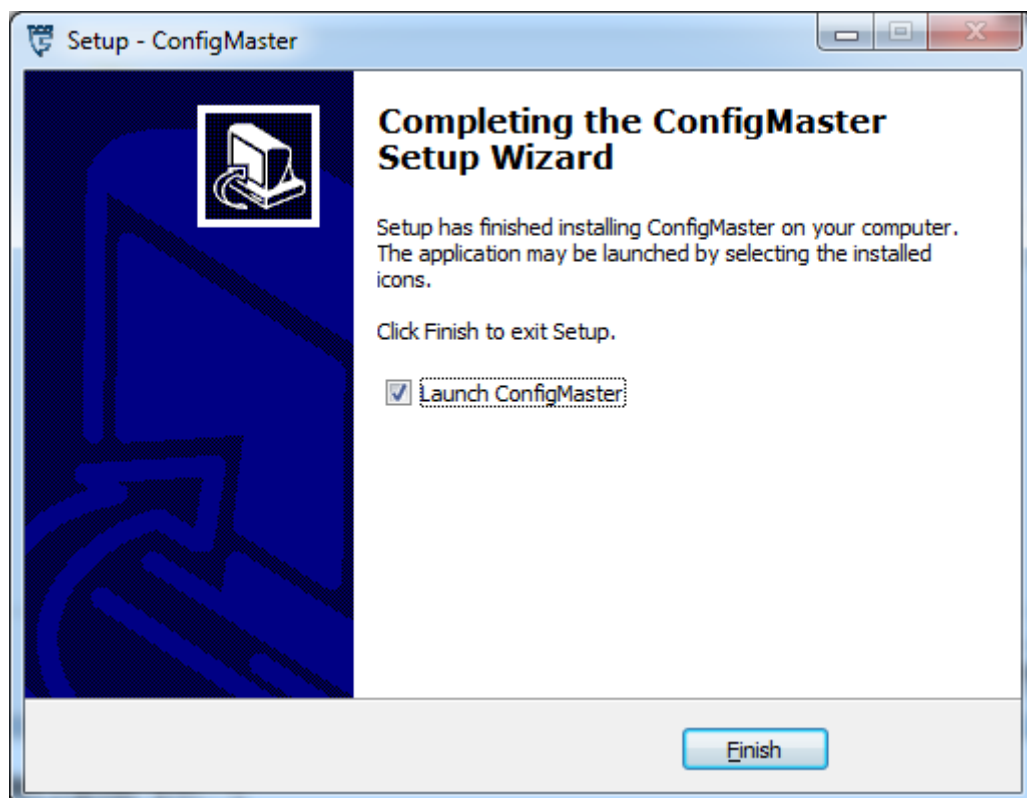 Setup - ConfigMaster
Completing the ConfigMaster
Setup Wizard
Setup has finished installing ConfigMaster on your computer.
The application may be launched by selecting the installed
icons.
Click Finish to exit Setup.
Launch ConfigMaster
Finish